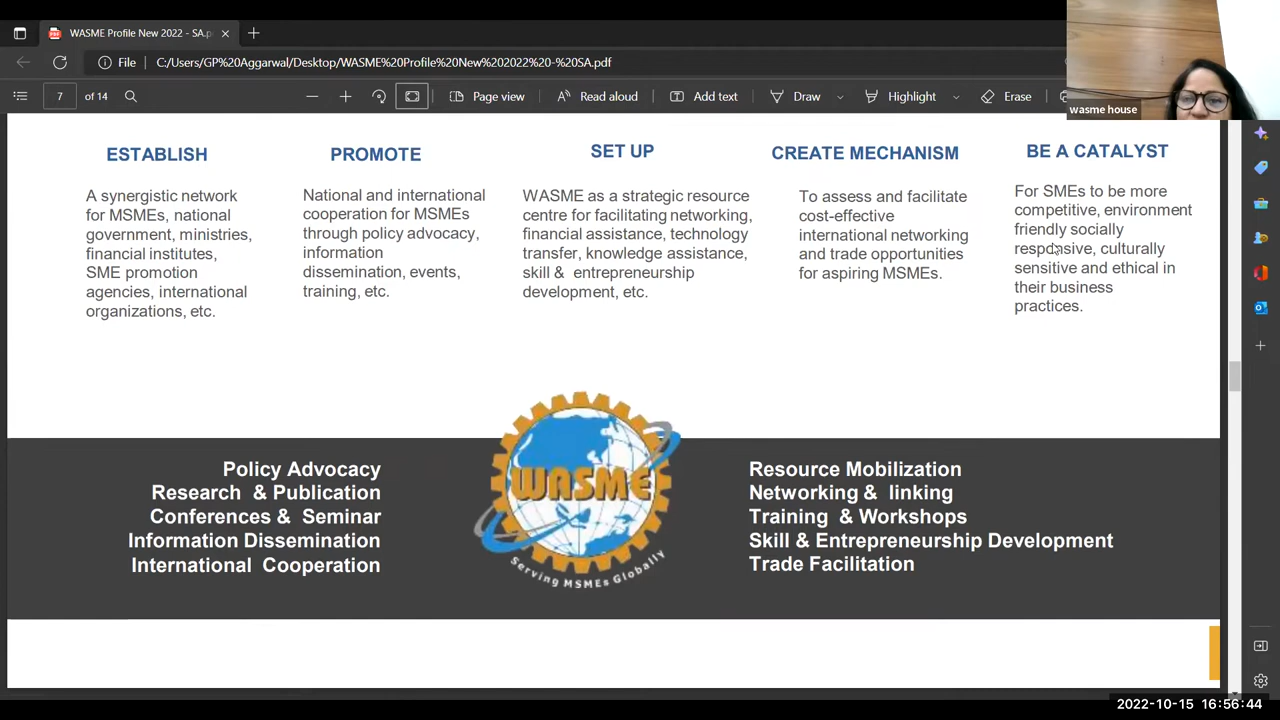 WASME Profile New 2022 - SA.p
File
C:/Users/GP%20Aggarwal/Desktop/WASME%20Profile%20New%202022%20-%20SA.pdf
7 of 14
Page view
Read aloud
Add text
Draw
Highlight
Erase
wasme house
ESTABLISH
A synergistic network
for MSMEs, national
government, ministries,
financial institutes,
SME promotion
agencies, international
organizations, etc.
PROMOTE
National and international
cooperation for MSMEs
through policy advocacy,
information
dissemination, events,
training, etc.
SET UP
WASME as a strategic resource
centre for facilitating networking,
financial assistance, technology
transfer, knowledge assistance,
skill & entrepreneurship
development, etc.
CREATE MECHANISM
To assess and facilitate
cost-effective
international networking
and trade opportunities
for aspiring MSMEs.
BE A CATALYST
For SMEs to be more
competitive, environment
friendly socially
responsive, culturally
sensitive and ethical in
their business
practices.
Policy Advocacy
Research & Publication
Conferences & Seminar
Information Dissemination
International Cooperation
WASME
Serving MSMEs Globally
Resource Mobilization
Networking & linking
Training & Workshops
Skill & Entrepreneurship Development
Trade Facilitation
2022-10-15 16:56:44